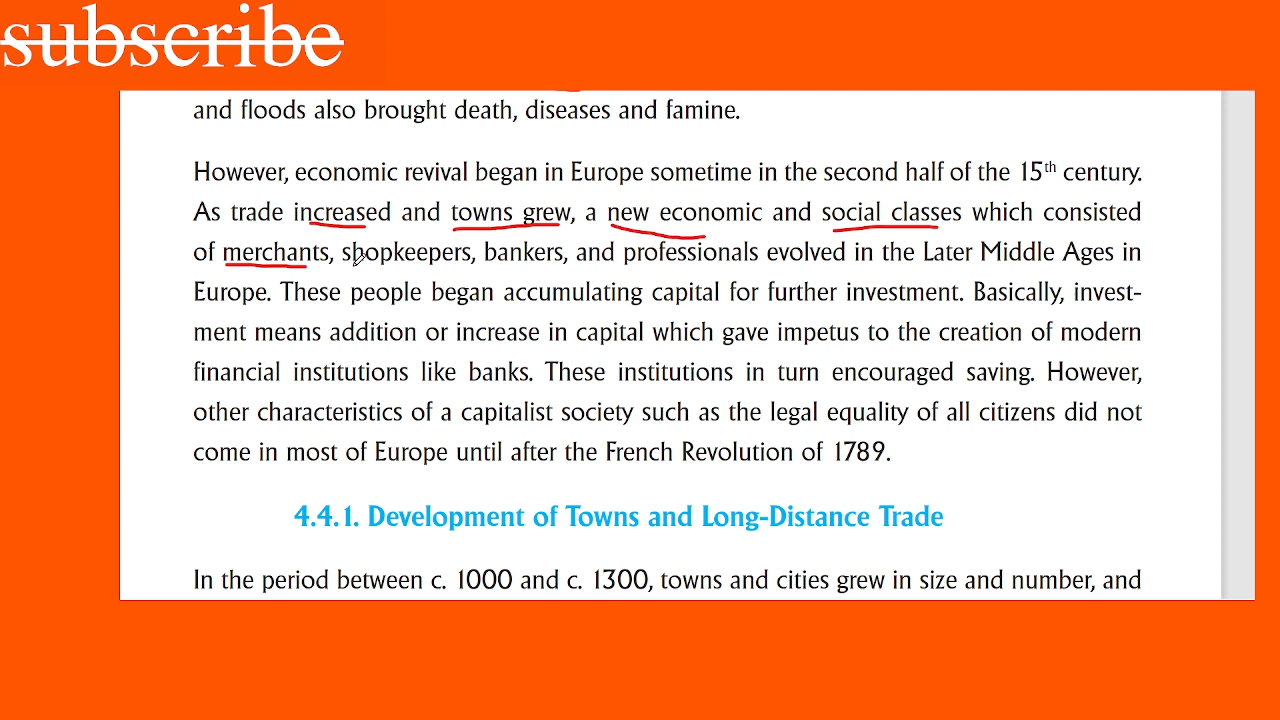 subscribe
and floods also brought death, diseases and famine.
However, economic revival began in Europe sometime in the second half of the 15th century.
As trade increased and towns grew, a new economic and social classes which consisted
of merchants, shopkeepers, bankers, and professionals evolved in the Later Middle Ages in
Europe. These people began accumulating capital for further investment. Basically, invest-
ment means addition or increase in capital which gave impetus to the creation of modern
financial institutions like banks. These institutions in turn encouraged saving. However,
other characteristics of a capitalist society such as the legal equality of all citizens did not
come in most of Europe until after the French Revolution of 1789.
4.4.1. Development of Towns and Long-Distance Trade
In the period between c. 1000 and c. 1300, towns and cities grew in size and number, and